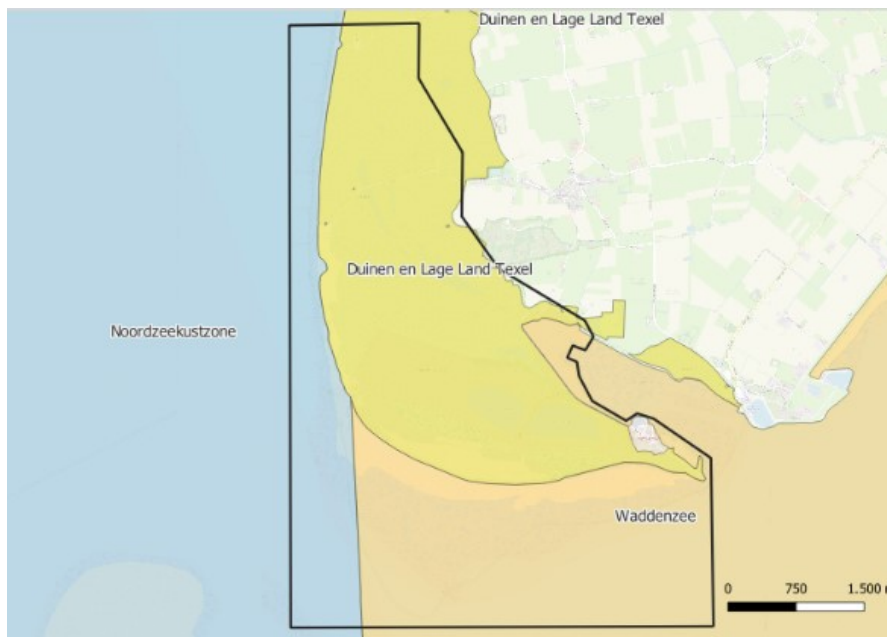 Duinen en Lage Land Texel
Duinen en Lage Land Texel
Noordzeekustzone
Waddenzee
0 750 1.500